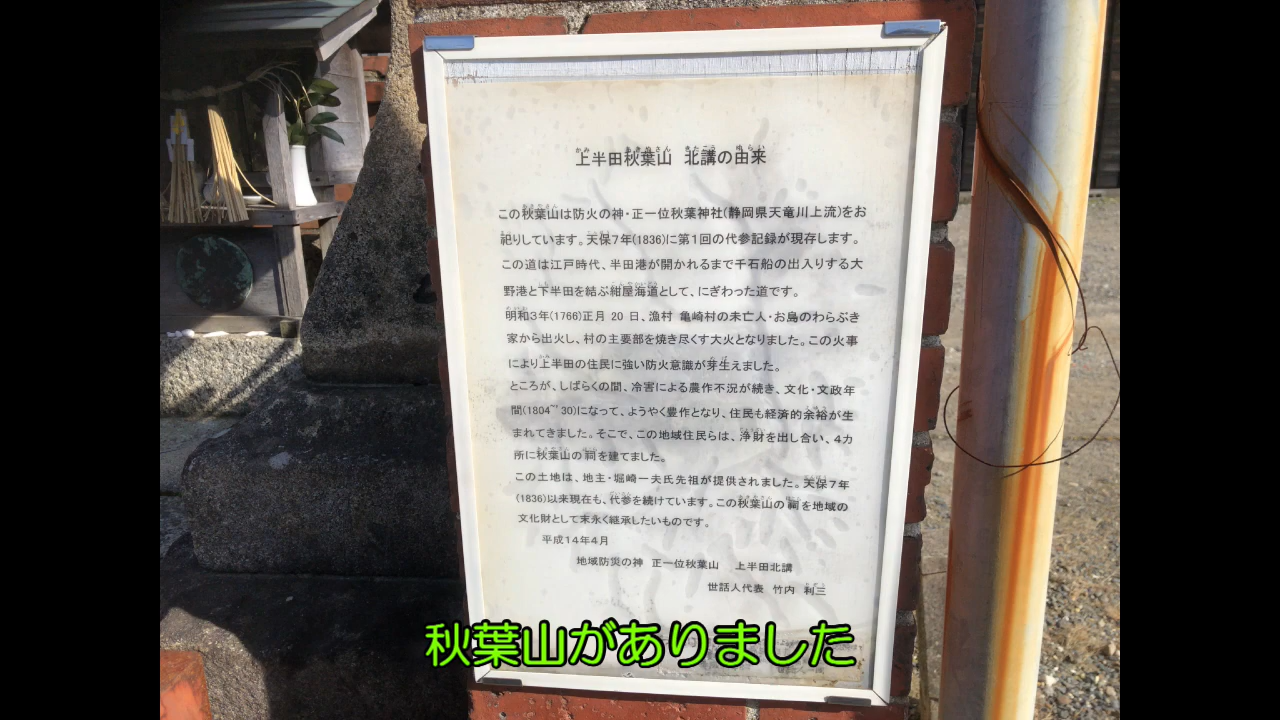 上半田秋葉山 北講の由来
この秋葉山は防火の神・正一位秋葉神社(静岡県天竜川上流)をお
祀りしています。天保7年(1836)に第1回の代参記録が現存します。
この道は江戸時代、半田港が開かれるまで千石船の出入りする大
野港と下半田を結ぶ紺屋海道として、にぎわった道です。
明和3年(1766)正月 20 日、漁村 亀崎村の未亡人・お島のわらぶき
家から出火し、村の主要部を焼き尽くす大火となりました。この火事
により上半田の住民に強い防火意識が芽生えました。
ところが、しばらくの間、冷害による農作不況が続き、文化・文政年
間(1804~'30)になって、ようやく豊作となり、住民も経済的余裕が生
まれてきました。そこで、この地域住民らは、浄財を出し合い、4カ
所に秋葉山の祠を建てました。
この土地は、地主・堀崎一夫氏先祖が提供されました。天保7年
(1836)以来現在も、代参を続けています。この秋葉山の祠を地域の
文化財として末永く継承したいものです。
平成14年4月
地域防災の神 正一位秋葉山 上半田北講
世話人代表 竹内 利三
秋葉山がありました